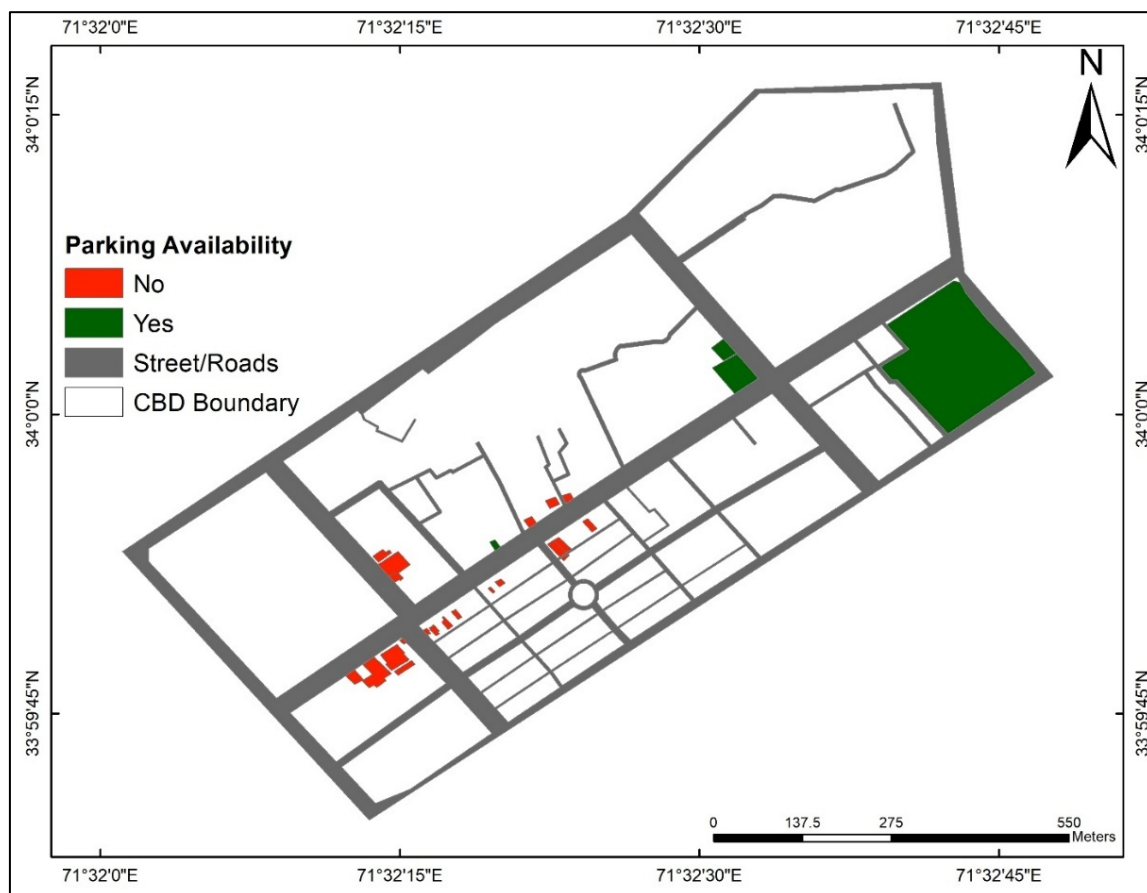 71°32'0"E 71°32'15"E 71°32'30"E 71°32'45"E
N
34°0'15"N 34°0'15"N
Parking Availability
No
Yes
Street/Roads
CBD Boundary
34°0'0"N 34°0'0"N
33°59'45"N 33°59'45"N
0 137.5 275 550
Meters
71°32'0"E 71°32'15"E 71°32'30"E 71°32'45"E